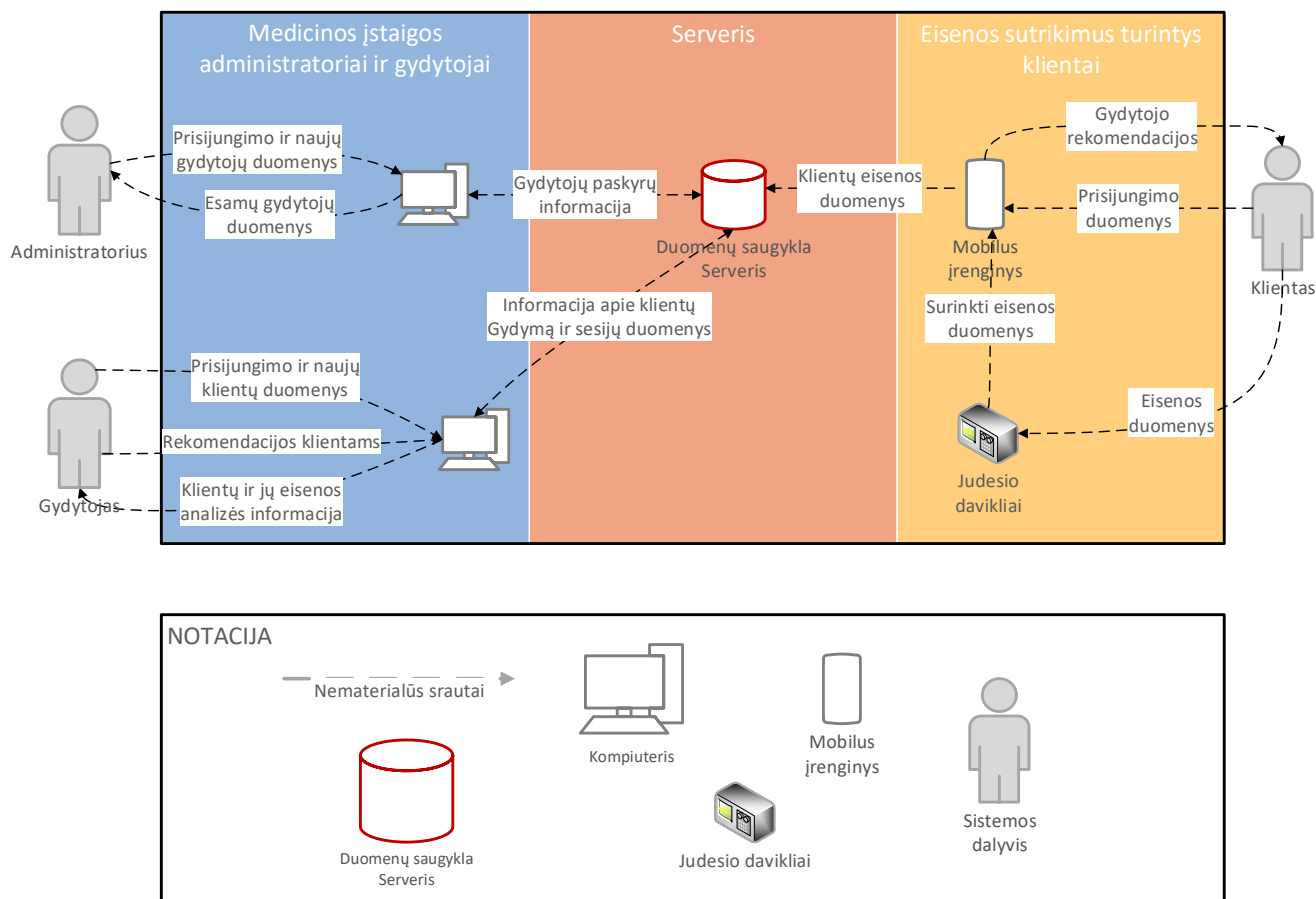 Medicinos įstaigos
administratoriai ir gydytojai
Serveris
Eisenos sutrikimus turintys
klientai
Prisijungimo ir naujų
gydytojų duomenys
Esamų gydytojų
duomenys
Administratorius
Gydytojų paskyrų
informacija
Duomenų saugykla
Serveris
Klientų eisenos
duomenys
Gydytojo
rekomendacijos
Prisijungimo
duomenys
Mobilus
įrenginys
Klientas
Informacija apie klientų
Gydymą ir sesijų duomenys
Surinkti eisenos
duomenys
Prisijungimo ir naujų
klientų duomenys
Rekomendacijos klientams
Klientų ir jų eisenos
analizės informacija
Gydytojas
Eisenos
duomenys
Judesio
davikliai
NOTACIJA
Nematerialūs srautai
Kompiuteris
Mobilus
įrenginys
Duomenų saugykla
Serveris
Judesio davikliai
Sistemos
dalyvis